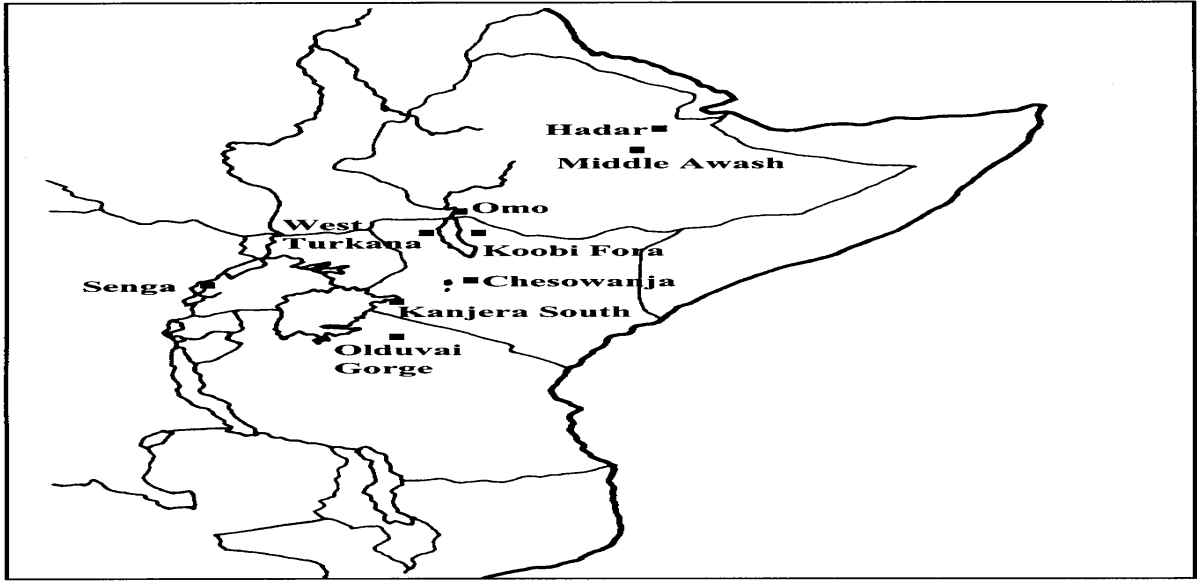 Hadar
Middle Awash
Omo
West
Turkana
Koobi Fora
Senga
Chesowanja
Kanjera South
Olduvai
Gorge